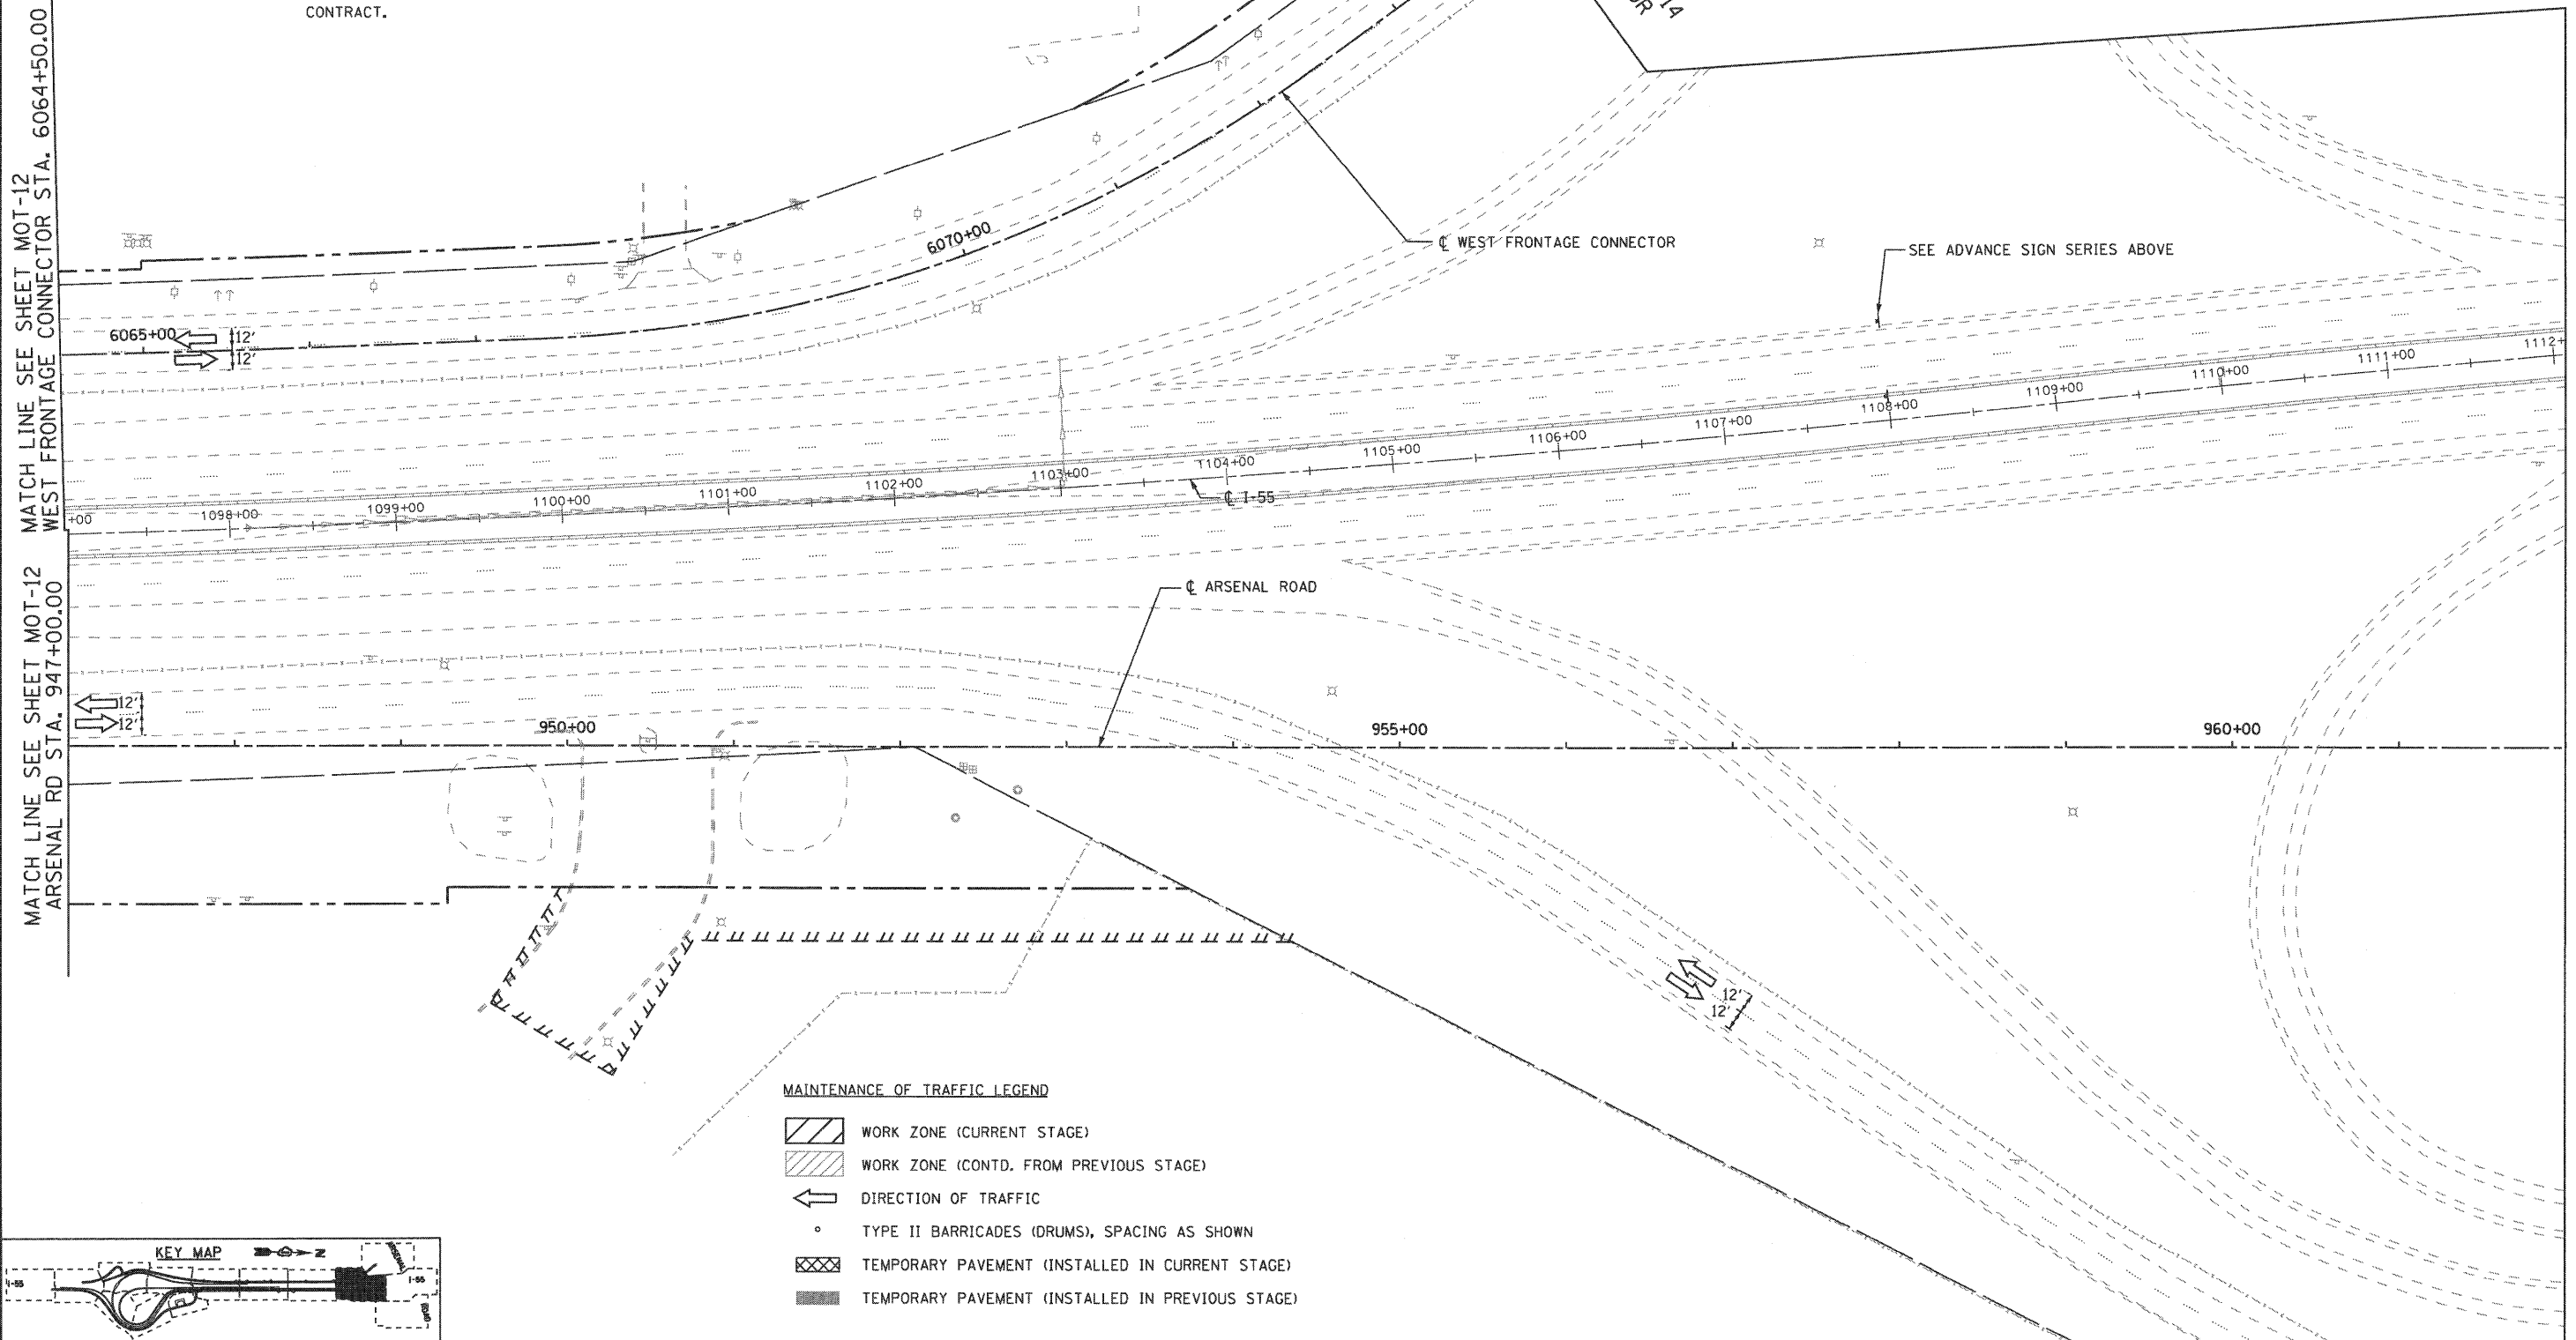 CONTRACT.
14
OR
MATCH LINE SEE SHEET MOT-12
WEST FRONTAGE CONNECTOR STA. 6064+50.00
6070+00
℄ WEST FRONTAGE CONNECTOR
SEE ADVANCE SIGN SERIES ABOVE
6065+00
12'
12'
+00
1098+00
1099+00
1100+00
1101+00
1102+00
1103+00
1104+00
1105+00
1106+00
1107+00
1108+00
1109+00
1110+00
1111+00
1112+
℄ I-55
MATCH LINE SEE SHEET MOT-12
ARSENAL RD STA. 947+00.00
℄ ARSENAL ROAD
12'
12'
950+00
955+00
960+00
12'
12'
MAINTENANCE OF TRAFFIC LEGEND
WORK ZONE (CURRENT STAGE)
WORK ZONE (CONTD. FROM PREVIOUS STAGE)
DIRECTION OF TRAFFIC
TYPE II BARRICADES (DRUMS), SPACING AS SHOWN
TEMPORARY PAVEMENT (INSTALLED IN CURRENT STAGE)
TEMPORARY PAVEMENT (INSTALLED IN PREVIOUS STAGE)
KEY MAP
Z
I-55
I-55
ARSENAL
ROAD